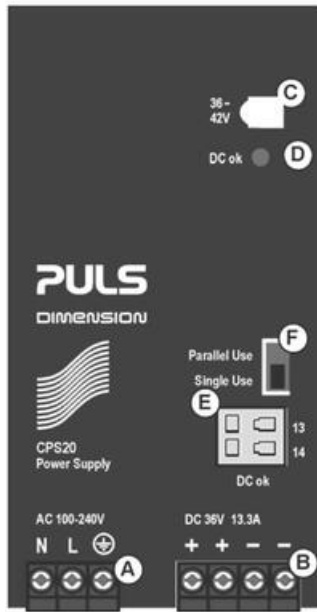 C
36–
42V
DC ok D
PULS
DIMENSION
F
Parallel Use
Single Use
E
13
14
DC ok
CPS20
Power Supply
AC 100-240V
N L
A
DC 36V 13.3A
+ + – –
B